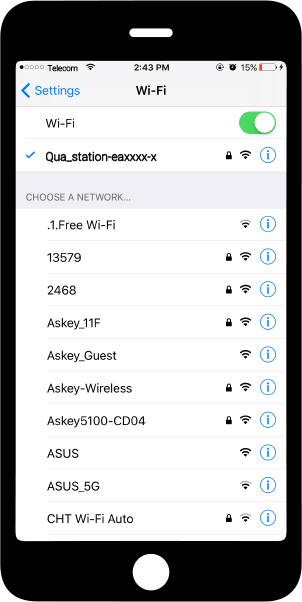 Telecom 2:43 PM 15%
Settings Wi-Fi
Wi-Fi
Qua_station-eaxxxx-x
CHOOSE A NETWORK...
.1.Free Wi-Fi
13579
2468
Askey_11F
Askey_Guest
Askey-Wireless
Askey5100-CD04
ASUS
ASUS_5G
CHT Wi-Fi Auto